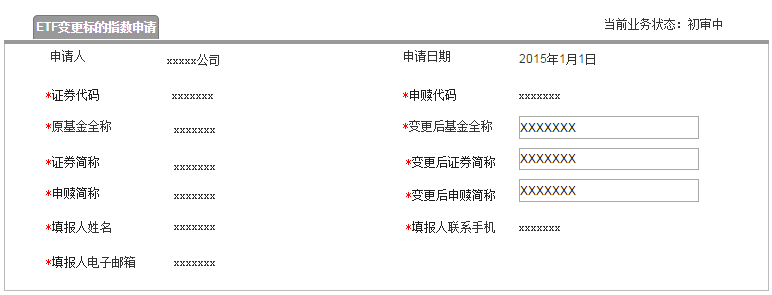 ETF变更标的指数申请 当前业务状态：初审中
申请人 xxxxx公司 申请日期 2015年1月1日
*证券代码 xxxxxxx *申赎代码 xxxxxxx
*原基金全称 xxxxxxx *变更后基金全称 XXXXXXX
*证券简称 xxxxxxx *变更后证券简称 XXXXXXX
*申赎简称 xxxxxxx *变更后申赎简称 XXXXXXX
*填报人姓名 xxxxxxx *填报人联系手机 xxxxxxx
*填报人电子邮箱 xxxxxxx